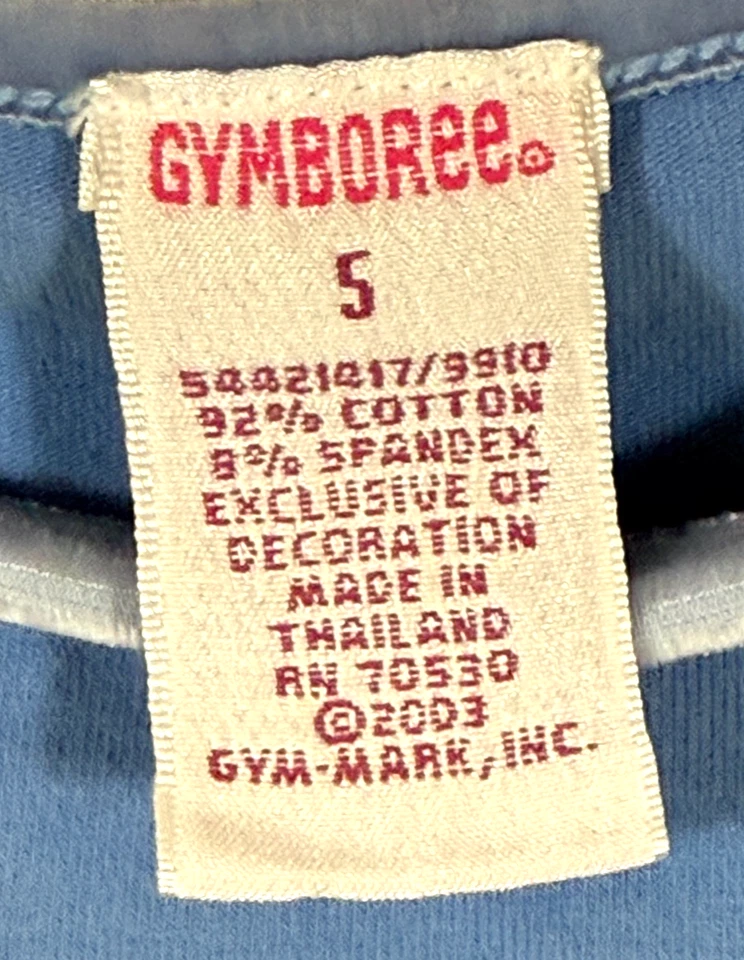 GYMBOREE®
5
54421417/9910
92% COTTON
8% SPANDEX
EXCLUSIVE OF
DECORATION
MADE IN
THAILAND
RN 70530
©2003
GYM-MARK, INC.